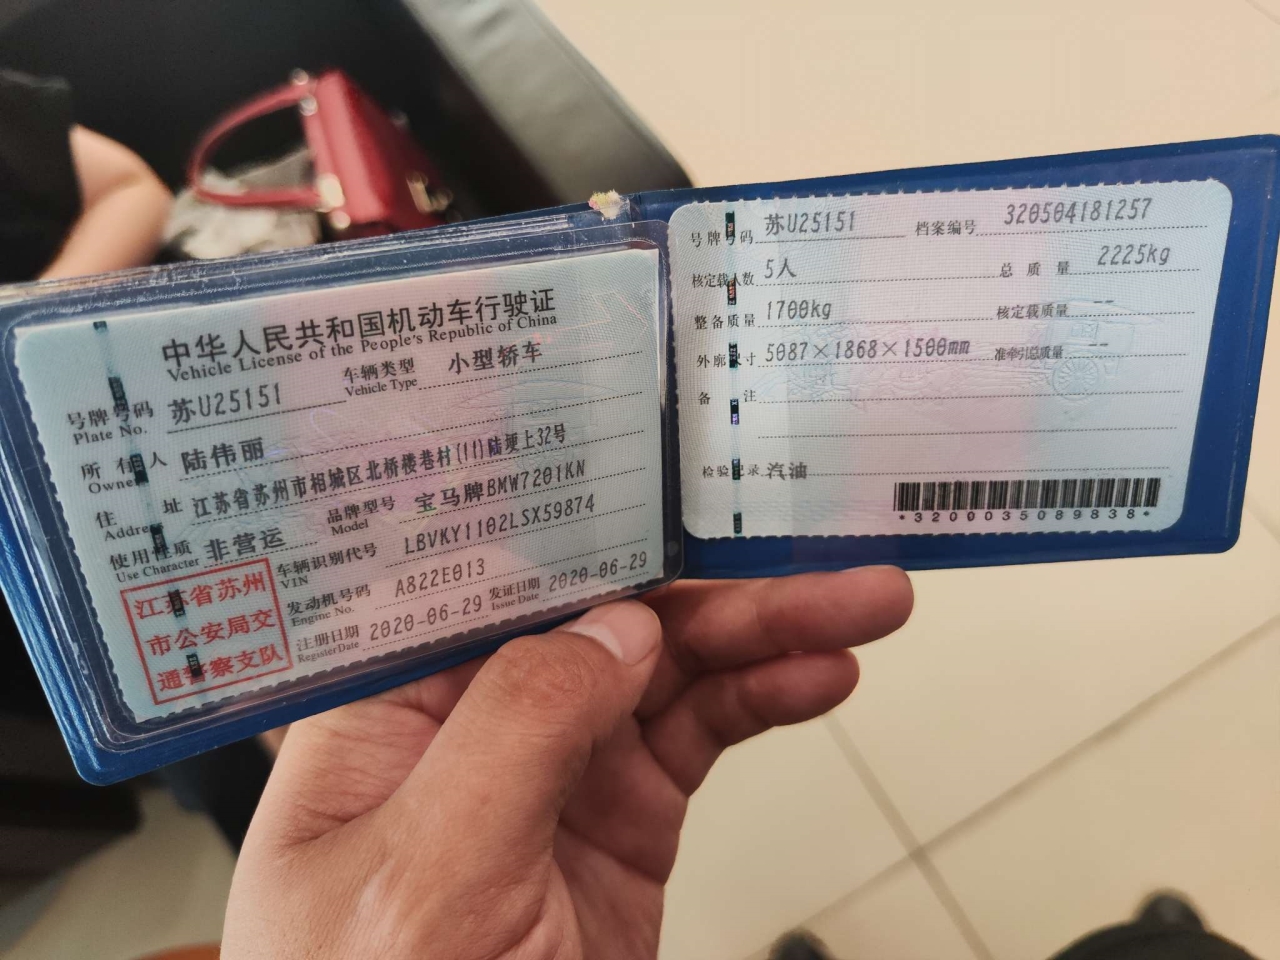 中华人民共和国机动车行驶证
Vehicle License of the People's Republic of China
号牌号码 苏U25151 车辆类型 小型轿车
Plate No. Vehicle Type
所有人 陆伟丽
Owner
住址 江苏省苏州市相城区北桥楼巷村(11)陆埂上32号
Address
使用性质 非营运 品牌型号 宝马牌BMW7201KN
Use Character Model
江苏省苏州
市公安局交
通警察支队
车辆识别代号 LBVKY1102LSX59874
VIN
发动机号码 A822E013
Engine No.
注册日期 2020-06-29 发证日期 2020-06-29
Register Date Issue Date
号牌号码 苏U25151 档案编号 320504181257
核定载人数 5人 总质量 2225kg
整备质量 1700kg 核定载质量 --
外廓尺寸 5087×1868×1500mm 准牵引总质量 --
备注
检验记录 汽油
*3200035089838*